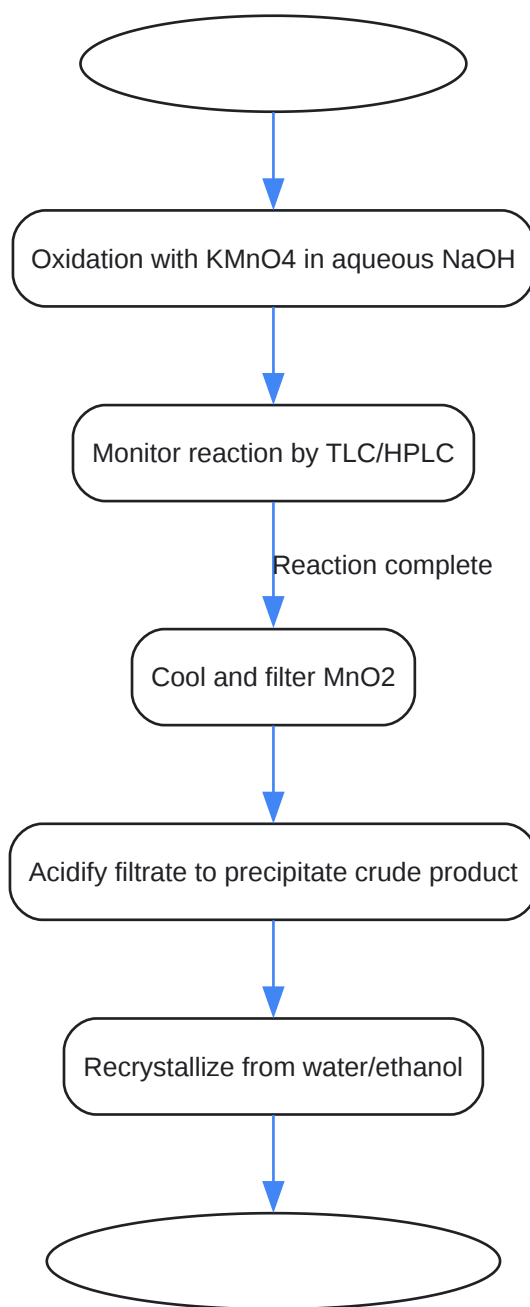 Oxidation with KMnO4 in aqueous NaOH
Monitor reaction by TLC/HPLC
Reaction complete
Cool and filter MnO2
Acidify filtrate to precipitate crude product
Recrystallize from water/ethanol